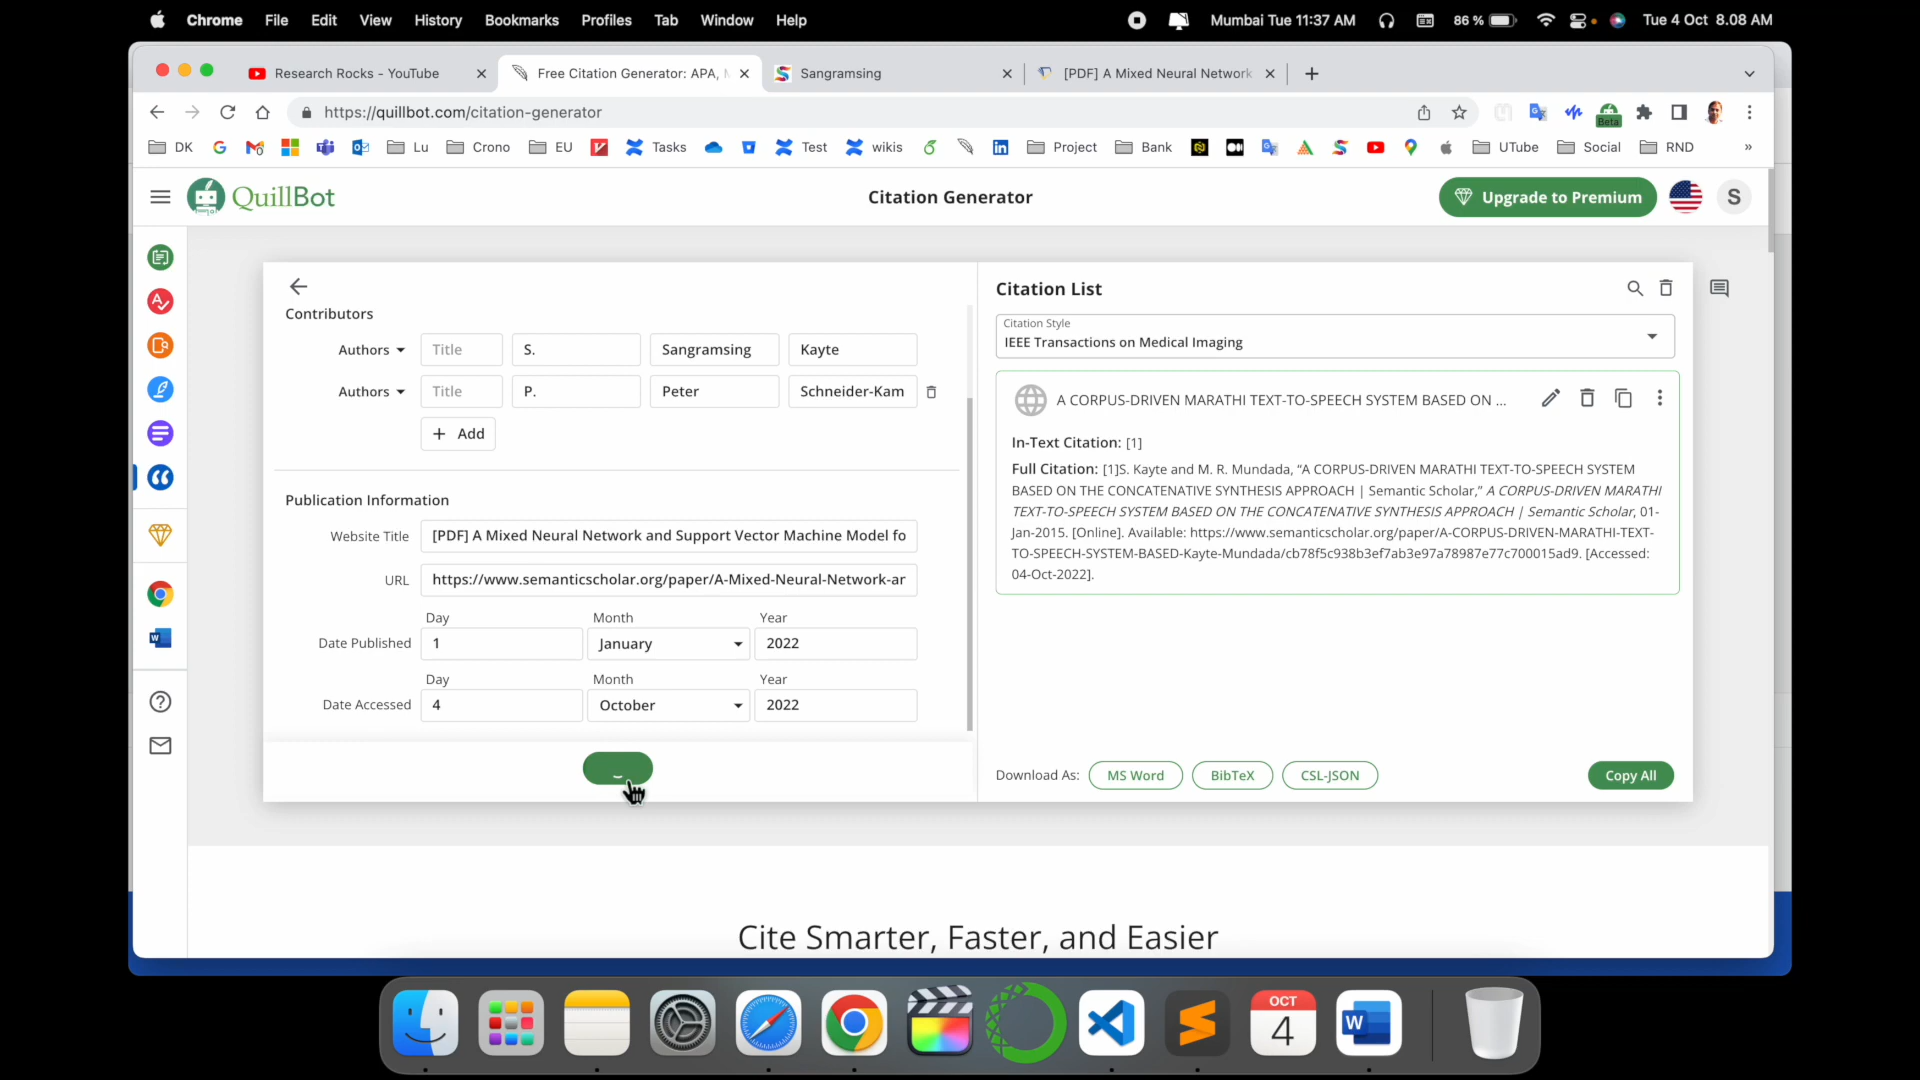 Chrome File Edit View History Bookmarks Profiles Tab Window Help
Mumbai Tue 11:37 AM 86 % Tue 4 Oct 8.08 AM
Research Rocks - YouTube
Free Citation Generator: APA,
Sangramsing
[PDF] A Mixed Neural Network
https://quillbot.com/citation-generator
Beta
DK Lu Crono EU Tasks Test wikis Project Bank UTube Social RND »
QuillBot
Citation Generator
Upgrade to Premium
S
Contributors
Authors Title S. Sangramsing Kayte
Authors Title P. Peter Schneider-Kam
+ Add
Publication Information
Website Title [PDF] A Mixed Neural Network and Support Vector Machine Model fo
URL https://www.semanticscholar.org/paper/A-Mixed-Neural-Network-ar
Day Month Year
Date Published 1 January 2022
Day Month Year
Date Accessed 4 October 2022
Citation List
Citation Style
IEEE Transactions on Medical Imaging
A CORPUS-DRIVEN MARATHI TEXT-TO-SPEECH SYSTEM BASED ON ...
In-Text Citation: [1]
Full Citation: [1]S. Kayte and M. R. Mundada, “A CORPUS-DRIVEN MARATHI TEXT-TO-SPEECH SYSTEM
BASED ON THE CONCATENATIVE SYNTHESIS APPROACH | Semantic Scholar,” A CORPUS-DRIVEN MARATHI
TEXT-TO-SPEECH SYSTEM BASED ON THE CONCATENATIVE SYNTHESIS APPROACH | Semantic Scholar, 01-
Jan-2015. [Online]. Available: https://www.semanticscholar.org/paper/A-CORPUS-DRIVEN-MARATHI-TEXT-
TO-SPEECH-SYSTEM-BASED-Kayte-Mundada/cb78f5c938b3ef7ab3e97a78987e77c700015ad9. [Accessed:
04-Oct-2022].
Download As: MS Word BibTeX CSL-JSON Copy All
Cite Smarter, Faster, and Easier
OCT
4
W